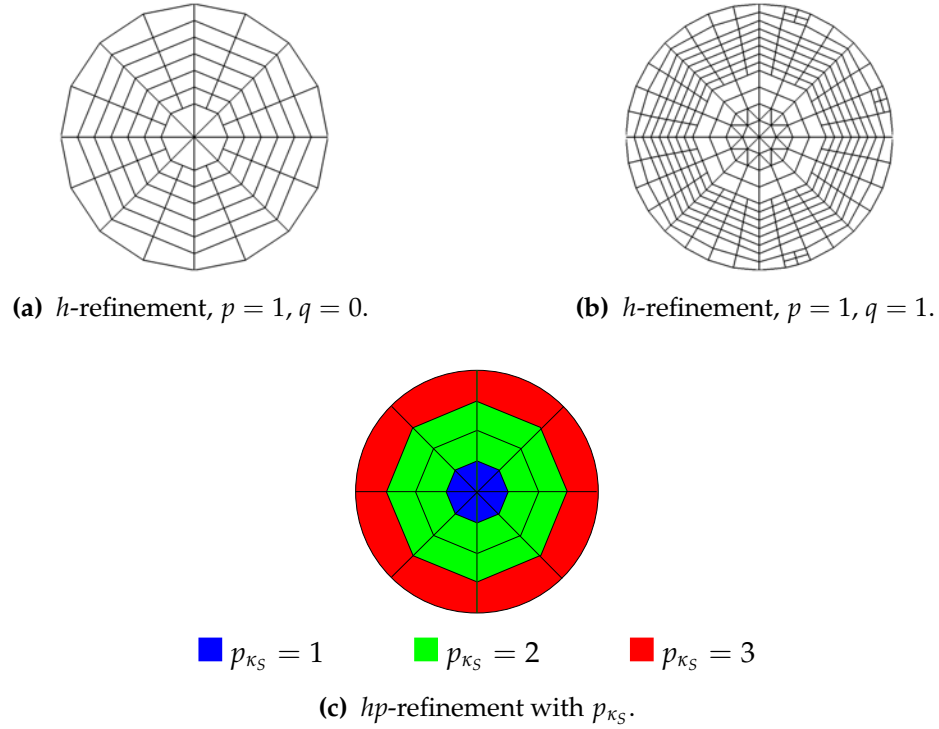 (a) h-refinement, p = 1, q = 0.
(b) h-refinement, p = 1, q = 1.
p_{κ_S} = 1
p_{κ_S} = 2
p_{κ_S} = 3
(c) hp-refinement with p_{κ_S}.